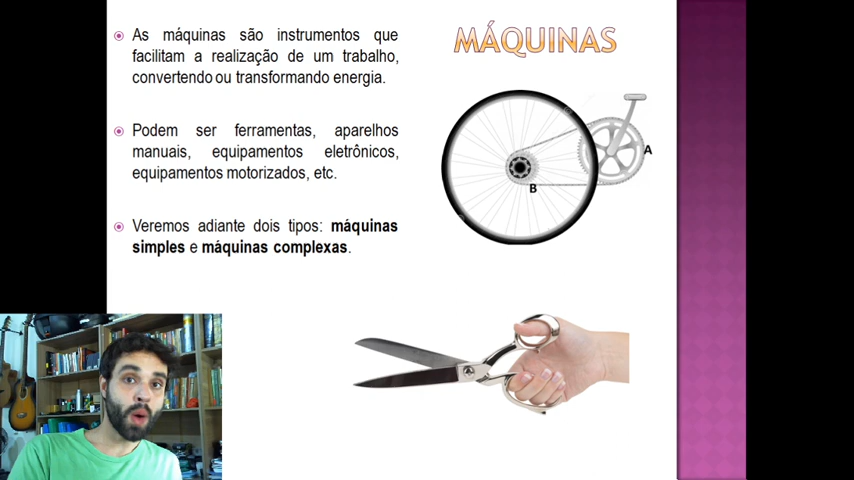 As máquinas são instrumentos que
facilitam a realização de um trabalho,
convertendo ou transformando energia.
Podem ser ferramentas, aparelhos
manuais, equipamentos eletrônicos,
equipamentos motorizados, etc.
Veremos adiante dois tipos: máquinas
simples e máquinas complexas.
MÁQUINAS
A
B